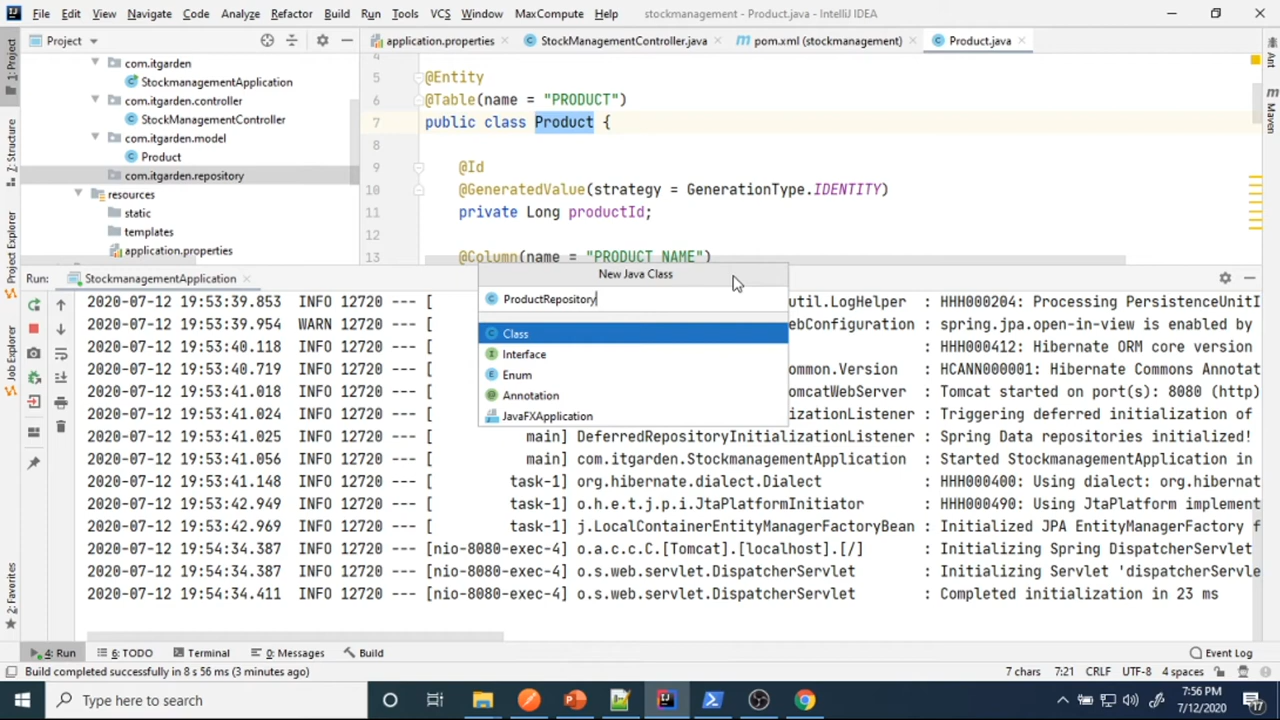 File Edit View Navigate Code Analyze Refactor Build Run Tools VCS Window MaxCompute Help stockmanagement - Product.java - IntelliJ IDEA
Project
application.properties StockManagementController.java pom.xml (stockmanagement) Product.java
1: Project
Z: Structure
Project Explorer
Job Explorer
2: Favorites
Ant
Maven
com.itgarden
StockmanagementApplication
com.itgarden.controller
StockManagementController
com.itgarden.model
Product
com.itgarden.repository
resources
static
templates
application.properties
4
5 @Entity
6 @Table(name = "PRODUCT")
7 public class Product {
8
9 @Id
10 @GeneratedValue(strategy = GenerationType.IDENTITY)
11 private Long productId;
12
13 @Column(name = "PRODUCT_NAME")
Run: StockmanagementApplication
New Java Class
ProductRepository
Class
Interface
Enum
Annotation
JavaFXApplication
2020-07-12 19:53:39.853 INFO 12720 --- [ util.LogHelper : HHH000204: Processing PersistenceUnitI
2020-07-12 19:53:39.954 WARN 12720 --- [ ebConfiguration : spring.jpa.open-in-view is enabled by
2020-07-12 19:53:40.118 INFO 12720 --- [ : HHH000412: Hibernate ORM core version
2020-07-12 19:53:40.719 INFO 12720 --- [ ommon.Version : HCANN000001: Hibernate Commons Annotat
2020-07-12 19:53:41.018 INFO 12720 --- [ TomcatWebServer : Tomcat started on port(s): 8080 (http)
2020-07-12 19:53:41.025 INFO 12720 --- [ lizationListener : Triggering deferred initialization of
2020-07-12 19:53:41.025 INFO 12720 --- [ main] DeferredRepositoryInitializationListener : Spring Data repositories initialized!
2020-07-12 19:53:41.056 INFO 12720 --- [ main] com.itgarden.StockmanagementApplication : Started StockmanagementApplication in
2020-07-12 19:53:41.148 INFO 12720 --- [ task-1] org.hibernate.dialect.Dialect : HHH000400: Using dialect: org.hibernat
2020-07-12 19:53:42.949 INFO 12720 --- [ task-1] o.h.e.t.j.p.i.JtaPlatformInitiator : HHH000490: Using JtaPlatform implement
2020-07-12 19:53:42.969 INFO 12720 --- [ task-1] j.LocalContainerEntityManagerFactoryBean : Initialized JPA EntityManagerFactory f
2020-07-12 19:54:34.387 INFO 12720 --- [nio-8080-exec-4] o.a.c.c.C.[Tomcat].[localhost].[/] : Initializing Spring DispatcherServlet
2020-07-12 19:54:34.387 INFO 12720 --- [nio-8080-exec-4] o.s.web.servlet.DispatcherServlet : Initializing Servlet 'dispatcherServle
2020-07-12 19:54:34.411 INFO 12720 --- [nio-8080-exec-4] o.s.web.servlet.DispatcherServlet : Completed initialization in 23 ms
4: Run 6: TODO Terminal 0: Messages Build Event Log
Build completed successfully in 8 s 56 ms (3 minutes ago) 7 chars 7:21 CRLF UTF-8 4 spaces
Type here to search
7:56 PM
7/12/2020
17